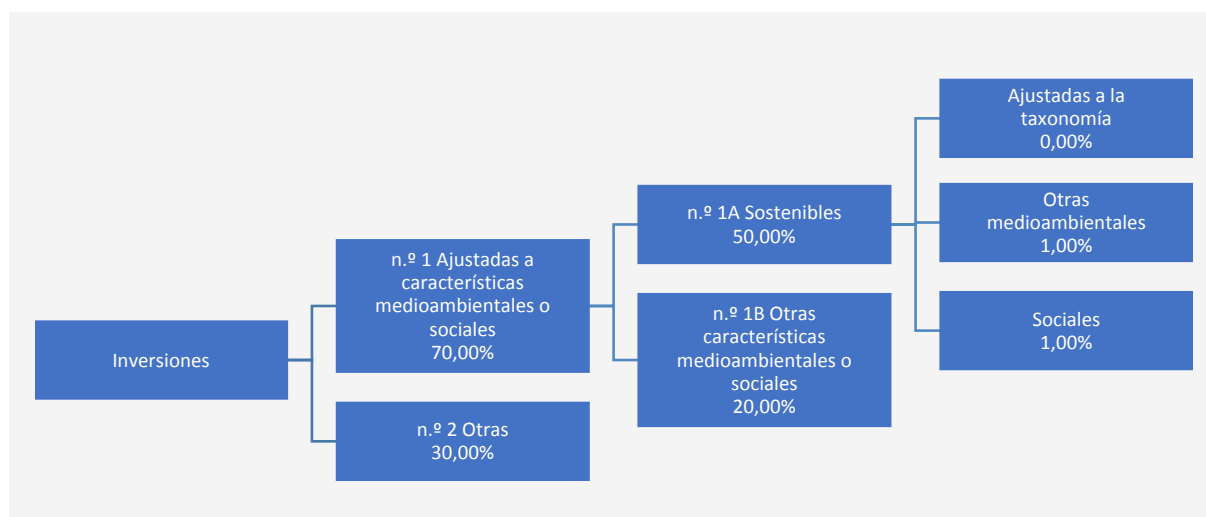 Inversiones
n.º 1 Ajustadas a
características
medioambientales o
sociales
70,00%
n.º 2 Otras
30,00%
n.º 1A Sostenibles
50,00%
n.º 1B Otras
características
medioambientales o
sociales
20,00%
Ajustadas a la
taxonomía
0,00%
Otras
medioambientales
1,00%
Sociales
1,00%